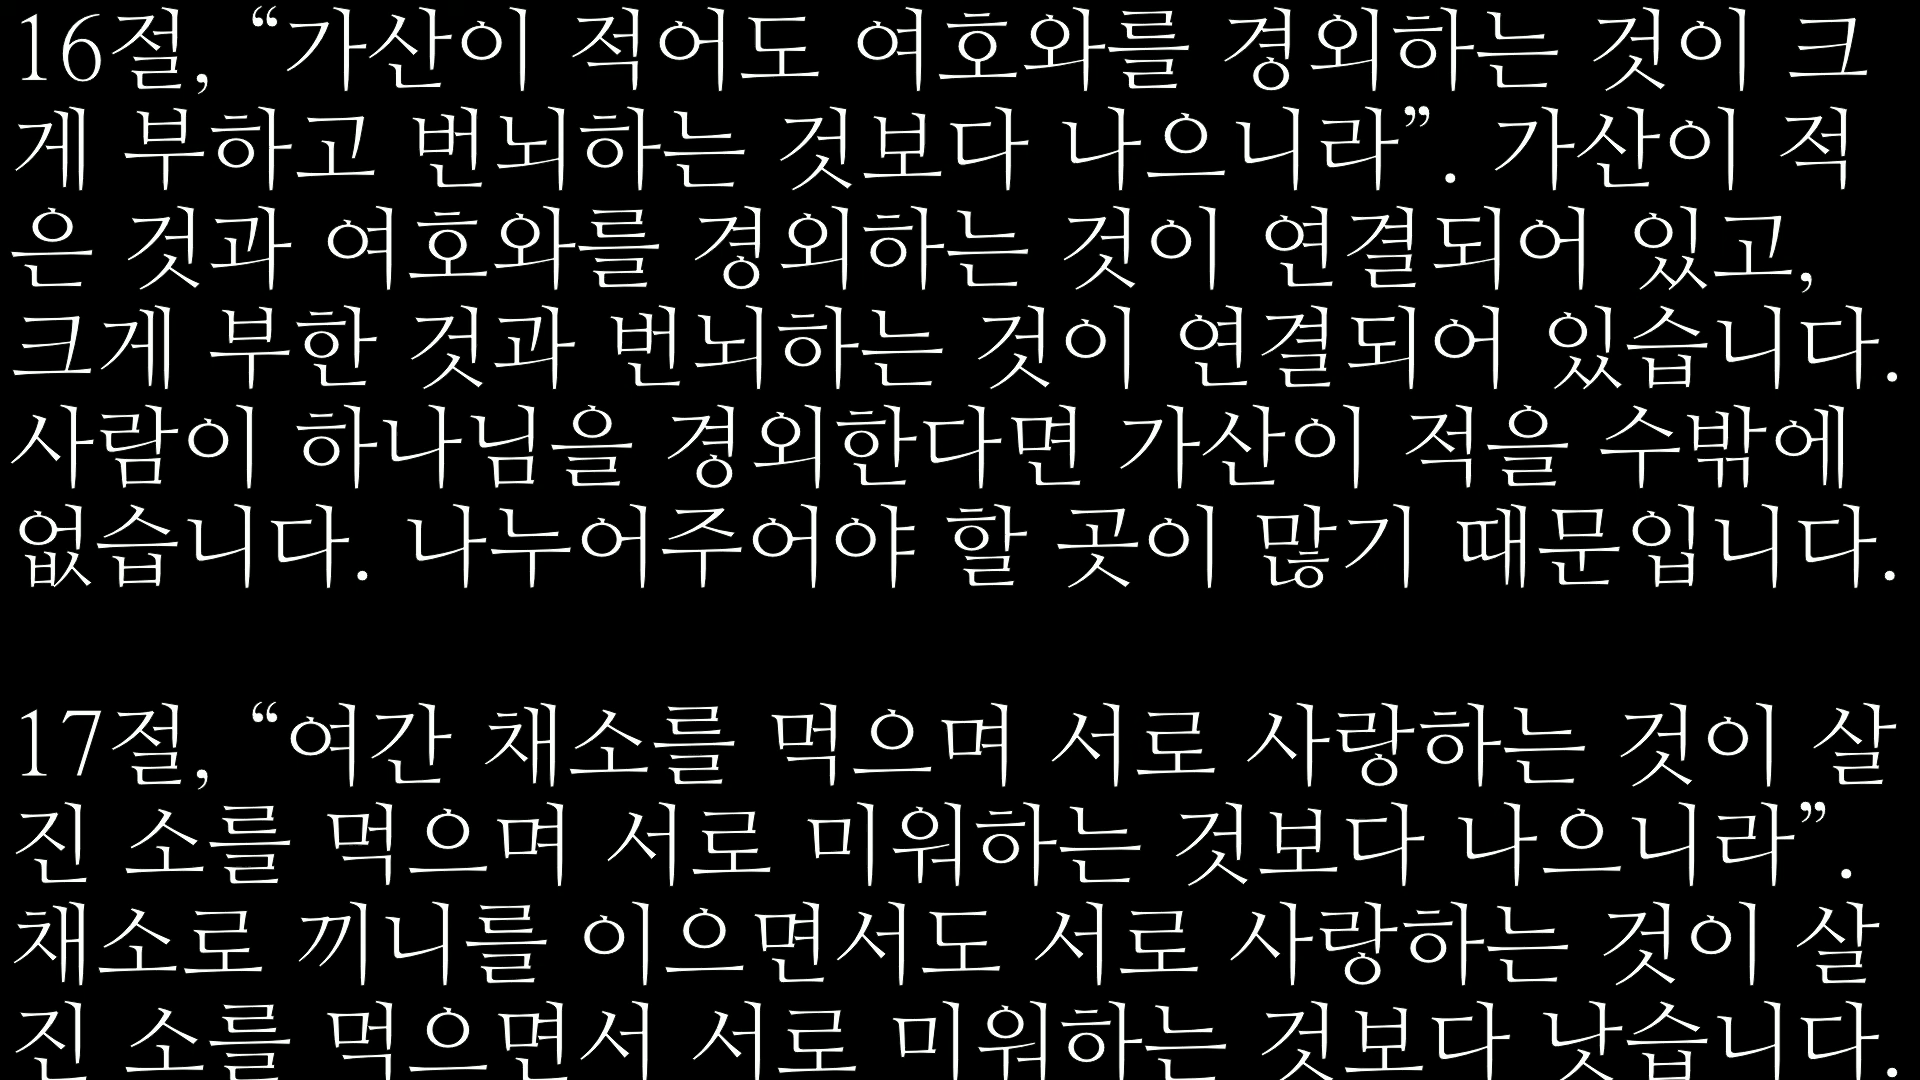 16절, “가산이 적어도 여호와를 경외하는 것이 크
게 부하고 번뇌하는 것보다 나으니라”. 가산이 적
은 것과 여호와를 경외하는 것이 연결되어 있고,
크게 부한 것과 번뇌하는 것이 연결되어 있습니다.
사람이 하나님을 경외한다면 가산이 적을 수밖에
없습니다. 나누어주어야 할 곳이 많기 때문입니다.
17절, “여간 채소를 먹으며 서로 사랑하는 것이 살
진 소를 먹으며 서로 미워하는 것보다 나으니라”.
채소로 끼니를 이으면서도 서로 사랑하는 것이 살
진 소를 먹으면서 서로 미워하는 것보다 낫습니다.